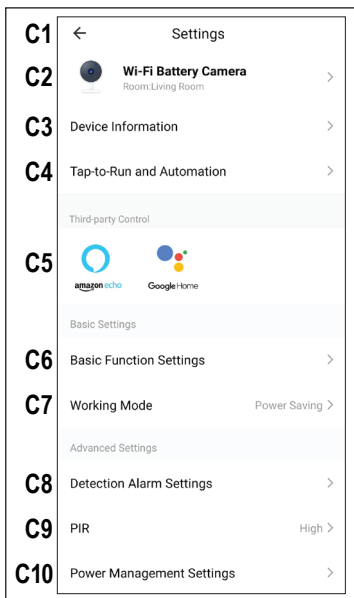 C1 Settings
C2 Wi-Fi Battery Camera
Room:Living Room
C3 Device Information
C4 Tap-to-Run and Automation
Third-party Control
C5
amazon echo Google Home
Basic Settings
C6 Basic Function Settings
C7 Working Mode Power Saving
Advanced Settings
C8 Detection Alarm Settings
C9 PIR High
C10 Power Management Settings